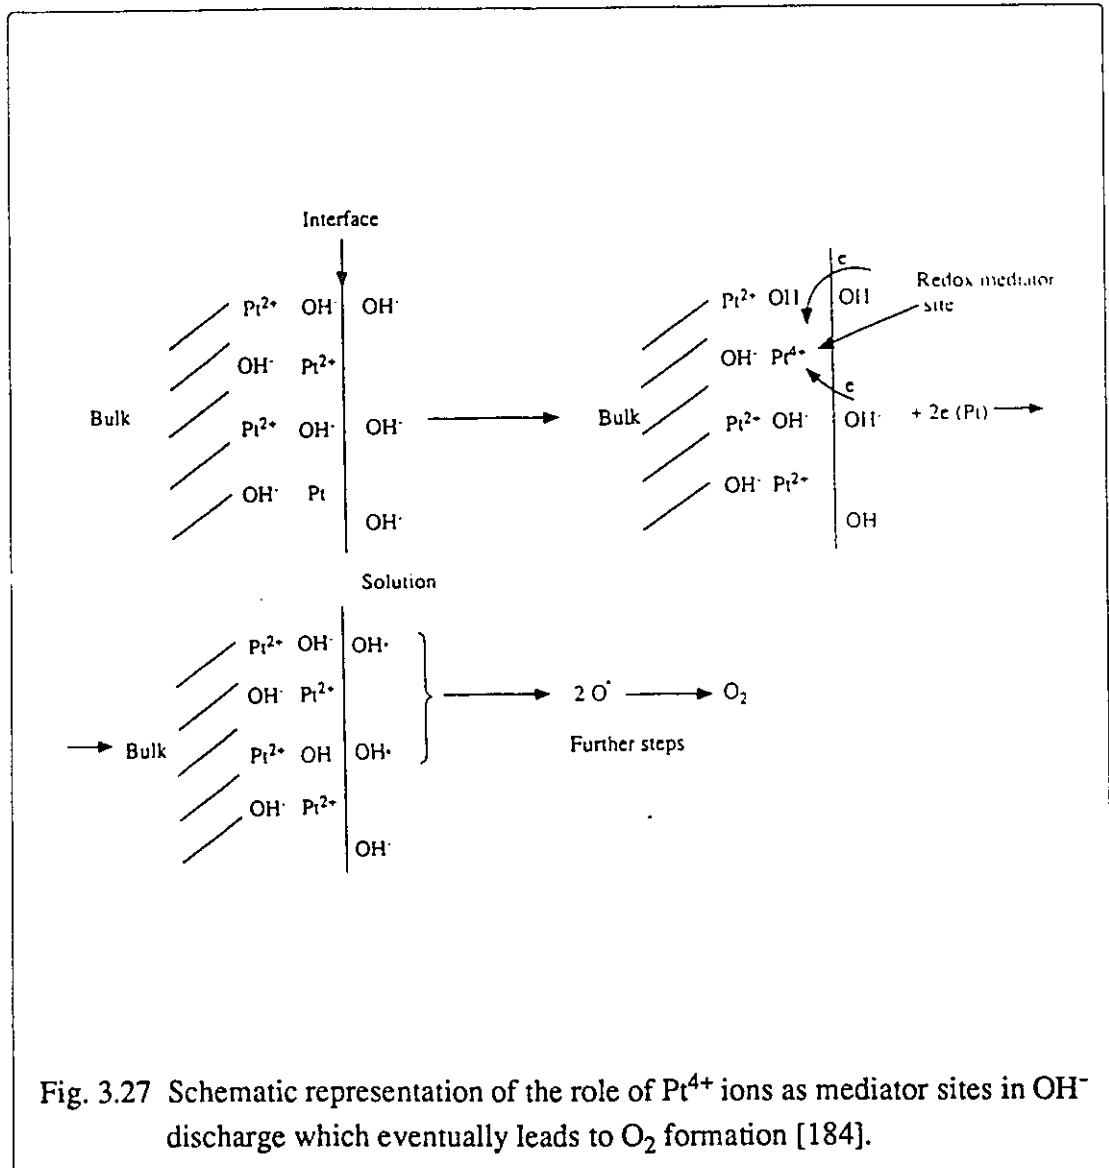 Interface
Pt²⁺ OH⁻ OH⁻
OH⁻ Pt²⁺
Bulk
Pt²⁺ OH⁻ OH⁻
OH⁻ Pt
OH⁻
e
Redox mediator
site
Pt²⁺ OH OH
OH⁻ Pt⁴⁺
e
Bulk
Pt²⁺ OH⁻ OH⁻ + 2e (Pt)
OH⁻ Pt²⁺
OH
Solution
Pt²⁺ OH⁻ OH•
OH⁻ Pt²⁺
2 O• O₂
Bulk
Pt²⁺ OH OH•
Further steps
OH⁻ Pt²⁺
OH⁻
Fig. 3.27 Schematic representation of the role of Pt⁴⁺ ions as mediator sites in OH⁻
discharge which eventually leads to O₂ formation [184].